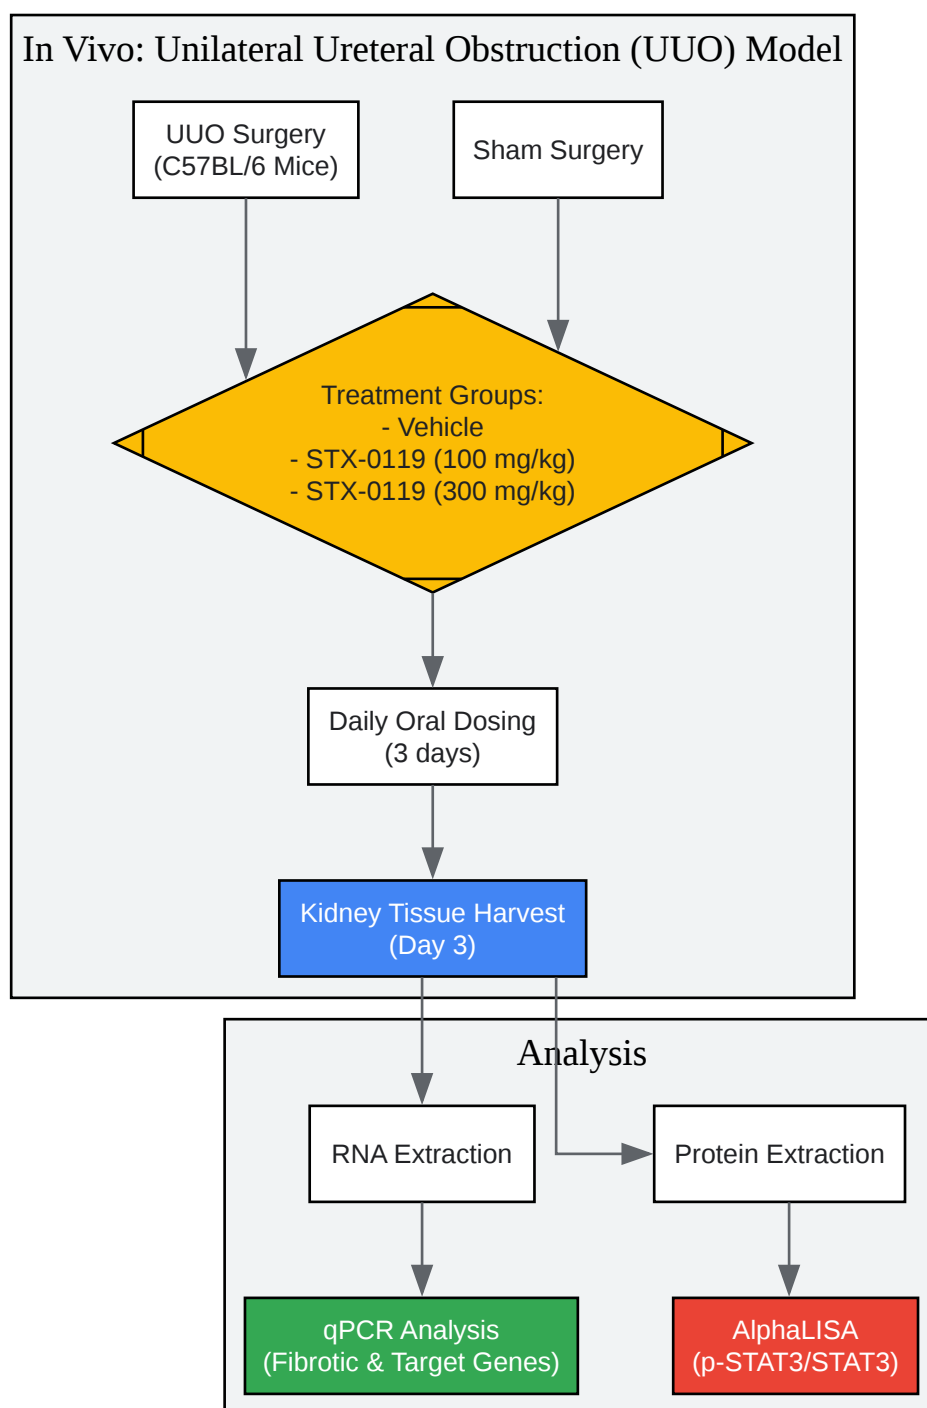 In Vivo: Unilateral Ureteral Obstruction (UUO) Model
UUO Surgery
(C57BL/6 Mice)
Sham Surgery
Treatment Groups:
- Vehicle
- STX-0119 (100 mg/kg)
- STX-0119 (300 mg/kg)
Daily Oral Dosing
(3 days)
Kidney Tissue Harvest
(Day 3)
Analysis
RNA Extraction
Protein Extraction
qPCR Analysis
(Fibrotic & Target Genes)
AlphaLISA
(p-STAT3/STAT3)